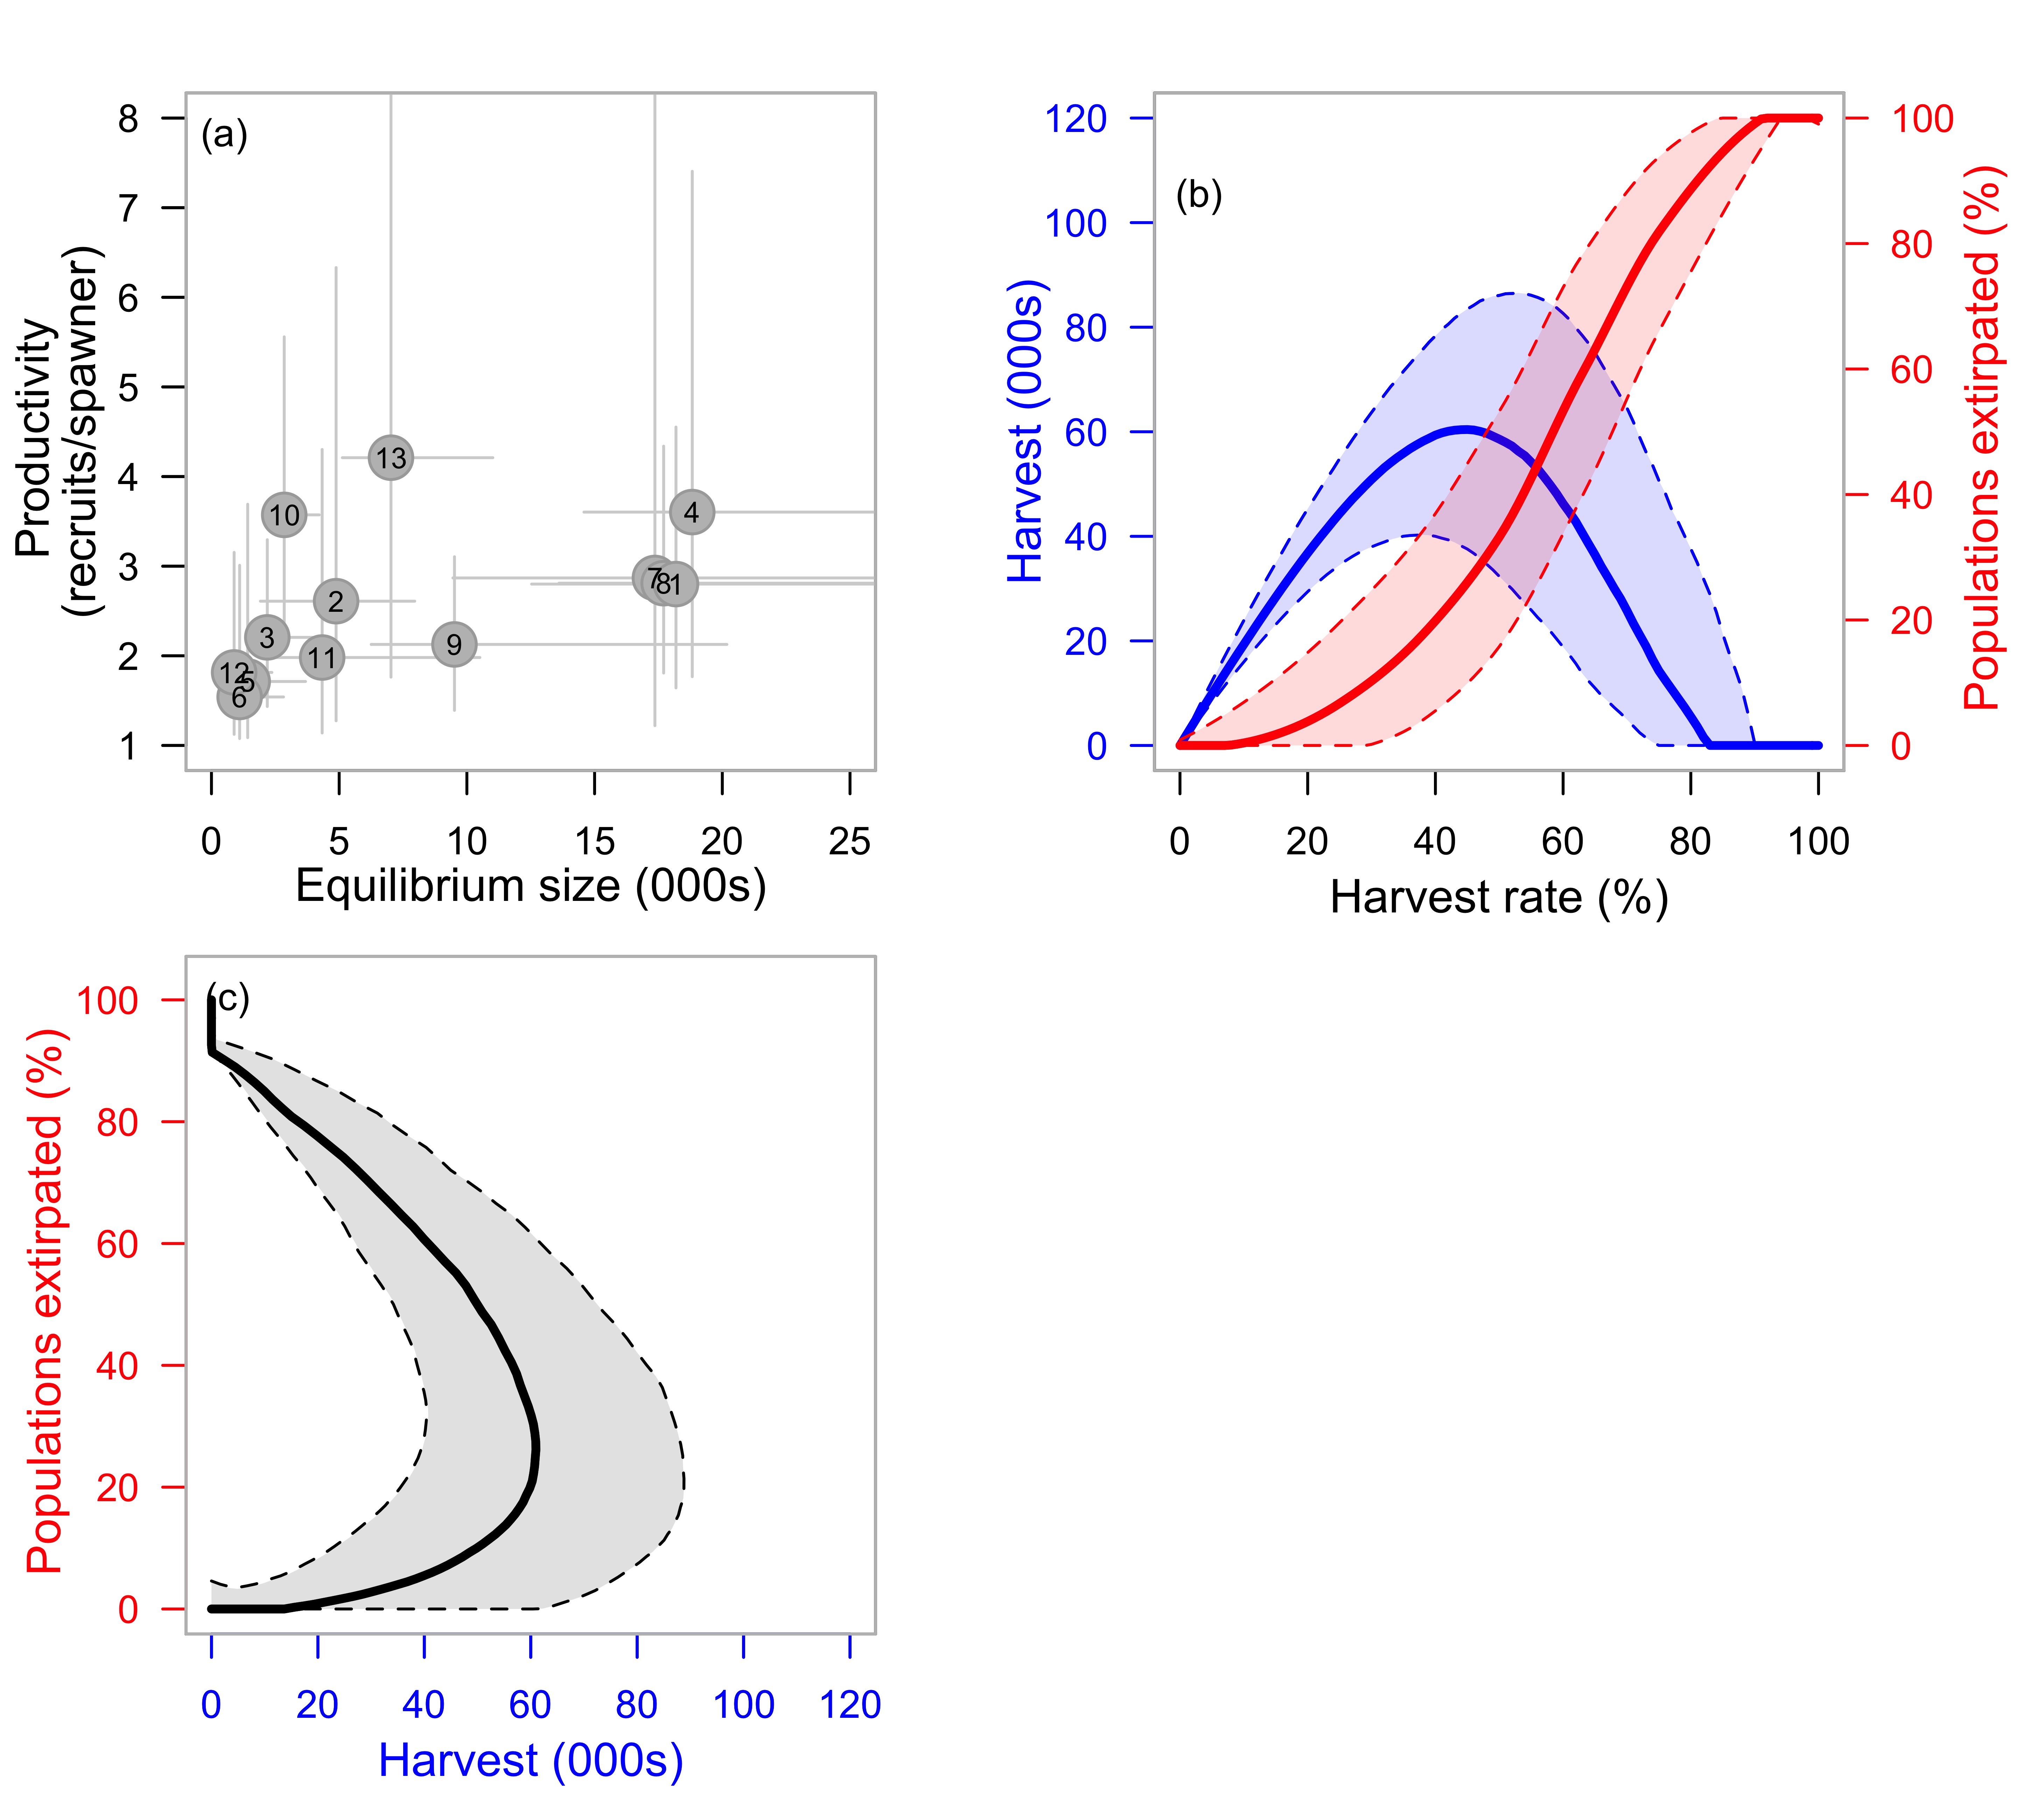 (a)
8
7
6
5
4
3
2
1
Productivity
(recruits/spawner)
13
10
4
7
8
1
2
3
11
9
12
5
6
0 5 10 15 20 25
Equilibrium size (000s)
(b)
120
100
80
60
40
20
0
Harvest (000s)
100
80
60
40
20
0
Populations extirpated (%)
0 20 40 60 80 100
Harvest rate (%)
(c)
100
80
60
40
20
0
Populations extirpated (%)
0 20 40 60 80 100 120
Harvest (000s)